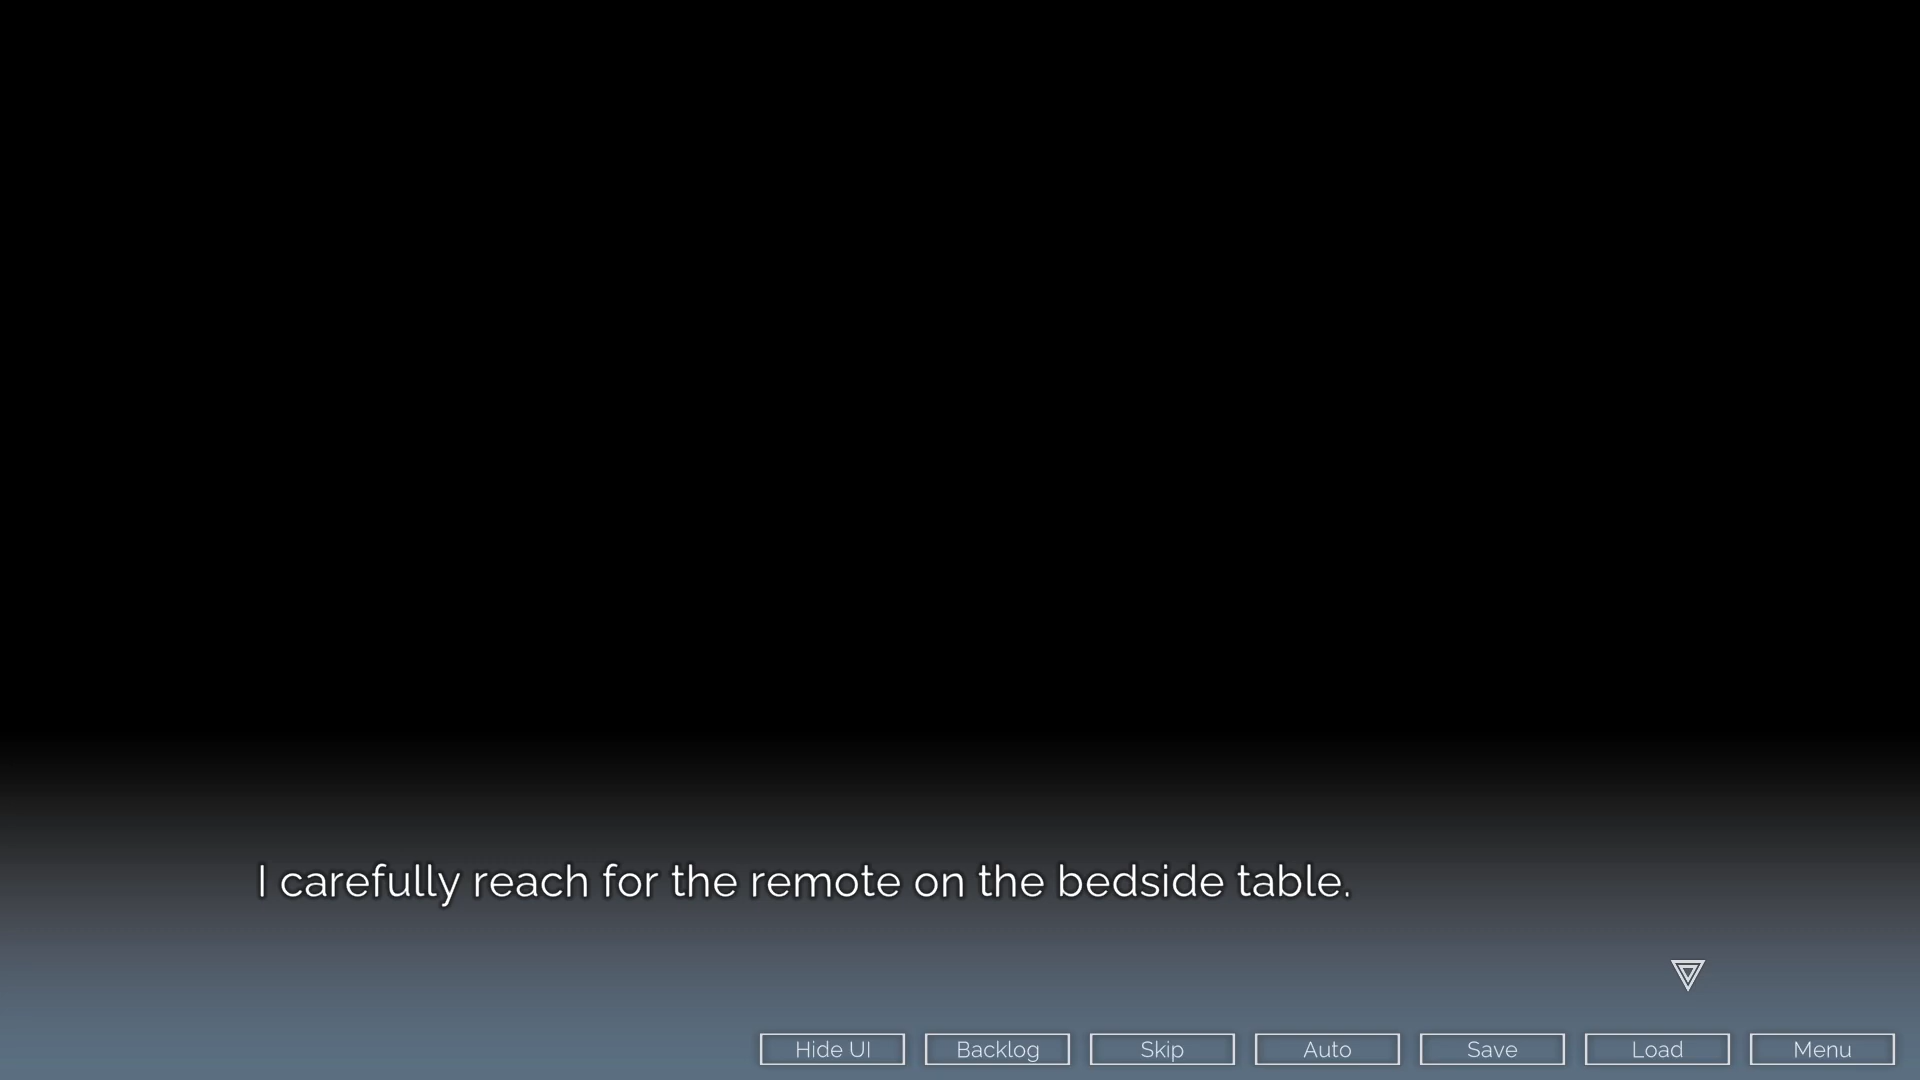 I carefully reach for the remote on the bedside table.
Hide UI
Backlog
Skip
Auto
Save
Load
Menu